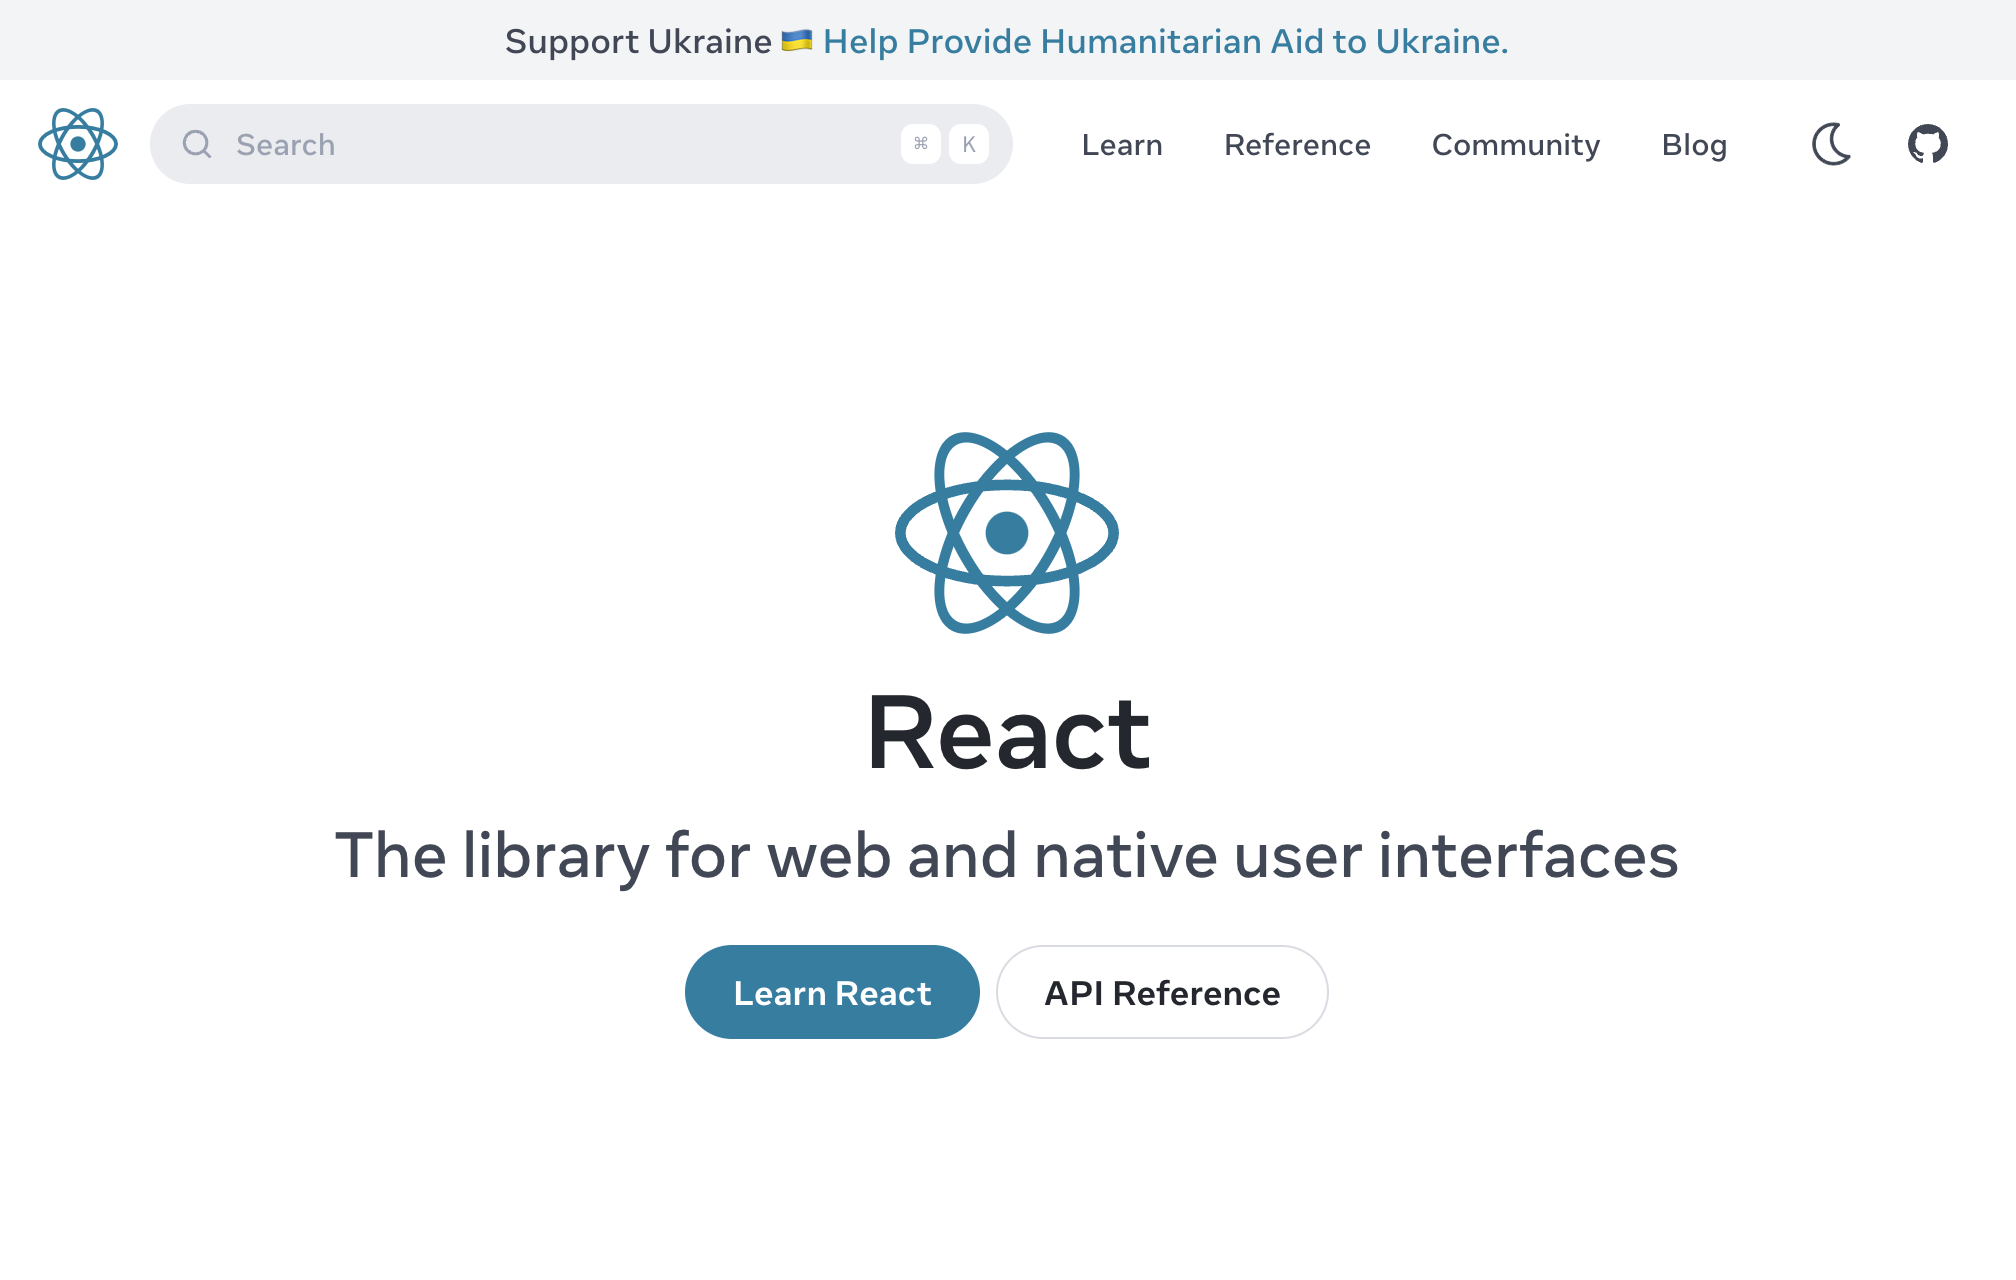 Support Ukraine 🇺🇦 Help Provide Humanitarian Aid to Ukraine.
Search ⌘ K Learn Reference Community Blog
React
The library for web and native user interfaces
Learn React API Reference